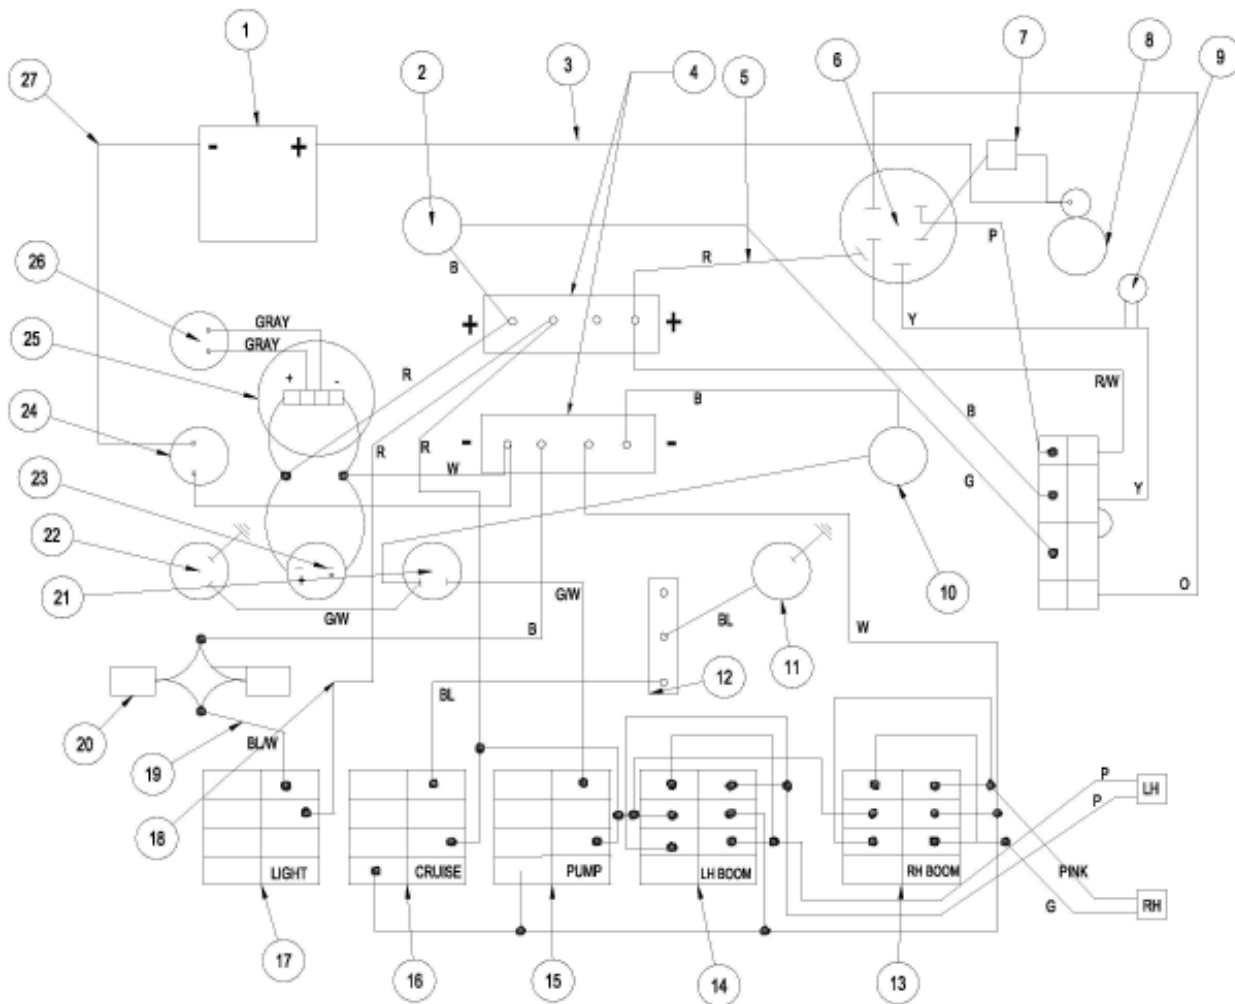 1
2
3
4
5
6
7
8
9
27
- +
P
R
B
Y
26
GRAY
GRAY
25
+ -
+ +
R
R/W
24
B
- -
R
R
B
W
G
Y
23
22
10
21
G/W
G/W
- +
O
B
BL
11
W
12
BL
20
19
BL/W
18
P
P
LH
LIGHT
CRUISE
PUMP
LH BOOM
RH BOOM
PINK
G
RH
17
16
15
14
13